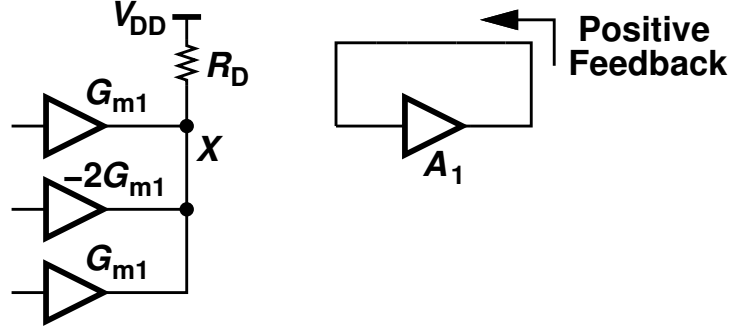 V_DD
R_D
G_m1
X
−2G_m1
G_m1
Positive
Feedback
A_1